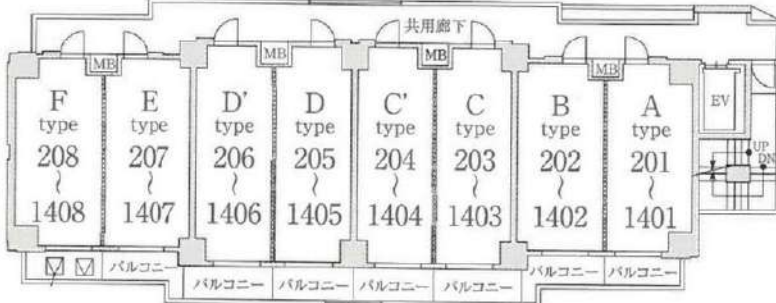 共用廊下
MB
MB
MB
MB
F
type
208
~
1408
E
type
207
~
1407
D'
type
206
~
1406
D
type
205
~
1405
C'
type
204
~
1404
C
type
203
~
1403
B
type
202
~
1402
A
type
201
~
1401
EV
UP
DN
バルコニー
バルコニー
バルコニー
バルコニー
バルコニー
バルコニー
バルコニー